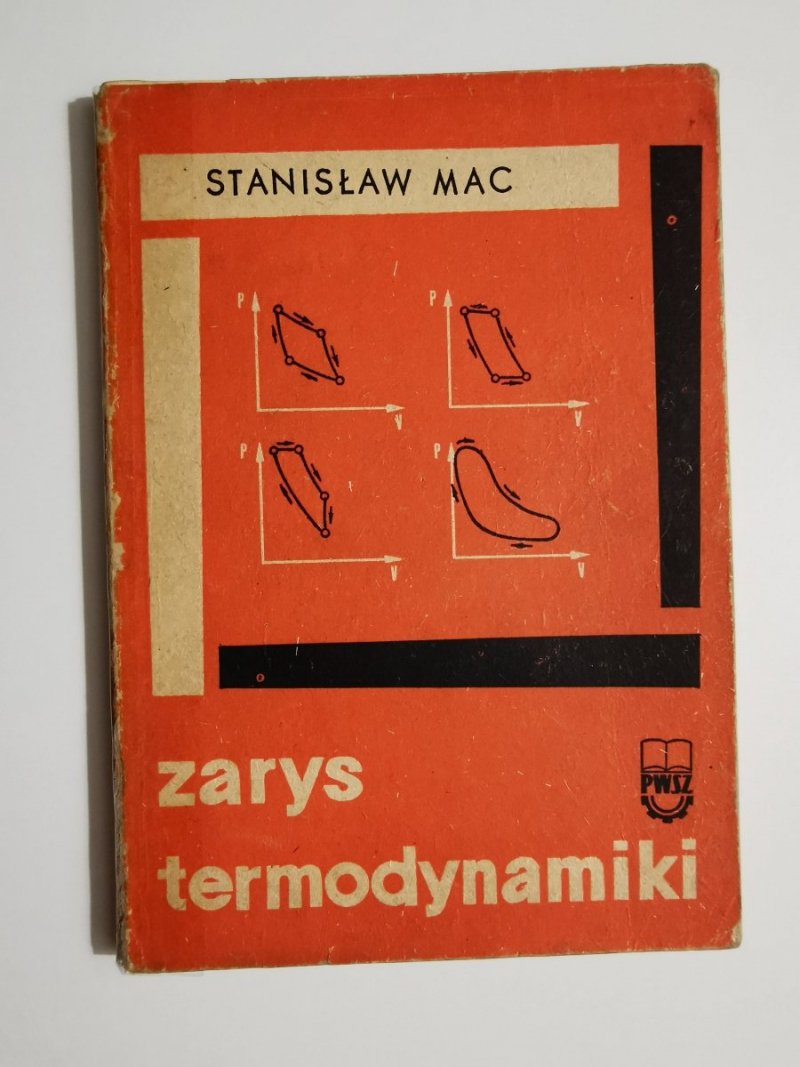 STANISŁAW MAC
P
V
P
V
P
V
P
V
zarys
PWSZ
termodynamiki